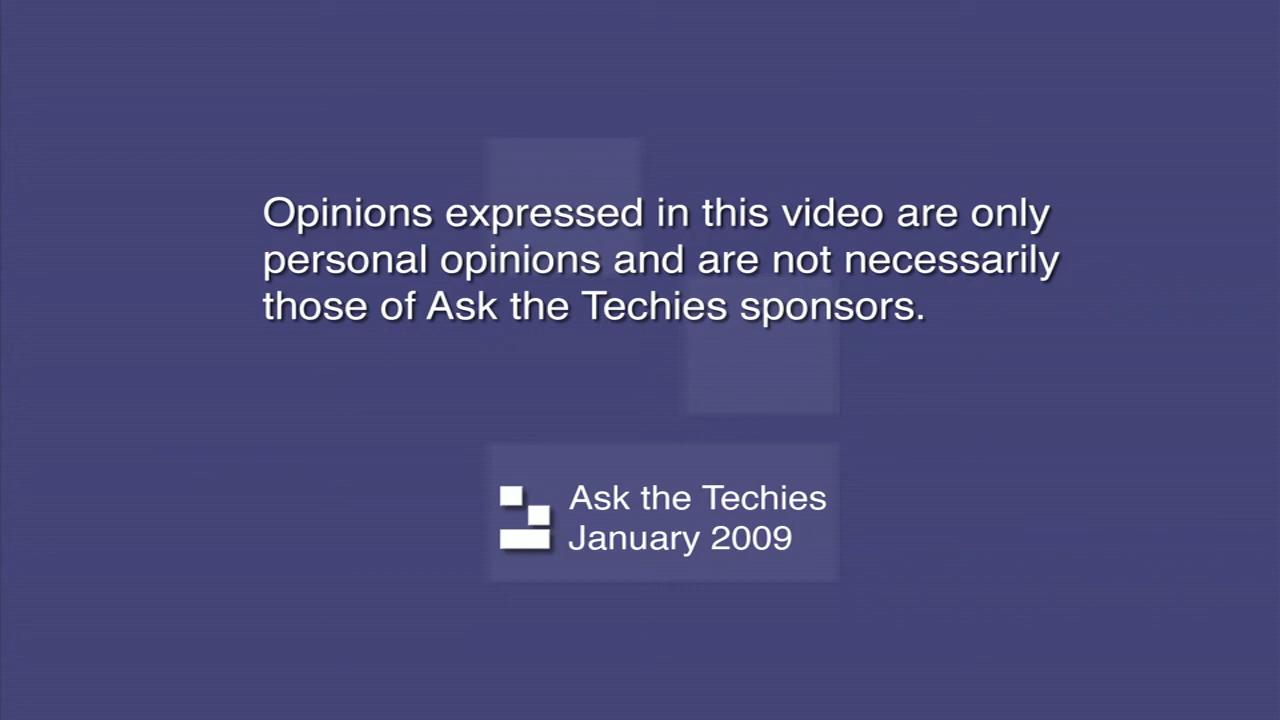 Opinions expressed in this video are only
personal opinions and are not necessarily
those of Ask the Techies sponsors.
Ask the Techies
January 2009